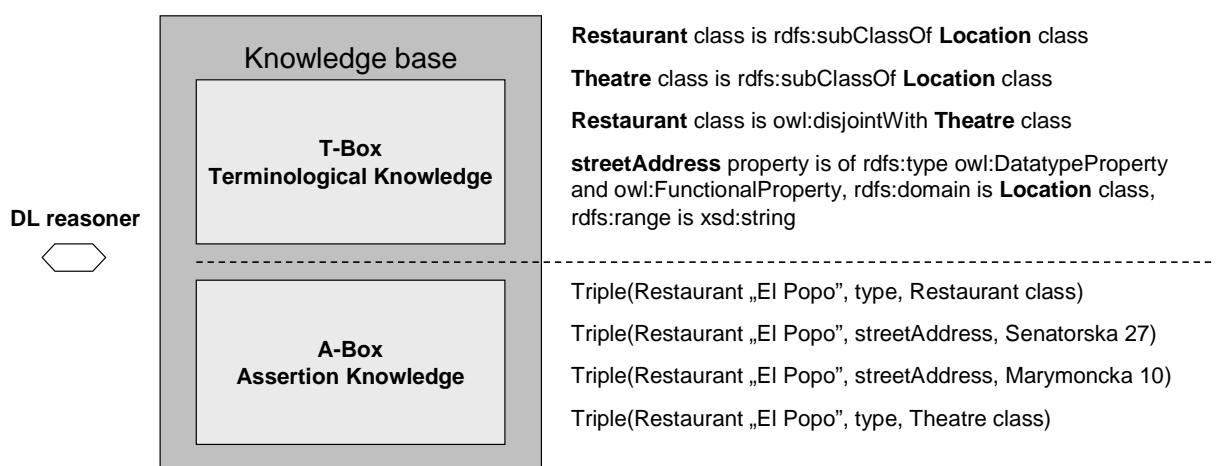 Knowledge base
T-Box
Terminological Knowledge
DL reasoner
A-Box
Assertion Knowledge
Restaurant class is rdfs:subClassOf Location class
Theatre class is rdfs:subClassOf Location class
Restaurant class is owl:disjointWith Theatre class
streetAddress property is of rdfs:type owl:DatatypeProperty
and owl:FunctionalProperty, rdfs:domain is Location class,
rdfs:range is xsd:string
Triple(Restaurant „El Popo”, type, Restaurant class)
Triple(Restaurant „El Popo”, streetAddress, Senatorska 27)
Triple(Restaurant „El Popo”, streetAddress, Marymoncka 10)
Triple(Restaurant „El Popo”, type, Theatre class)